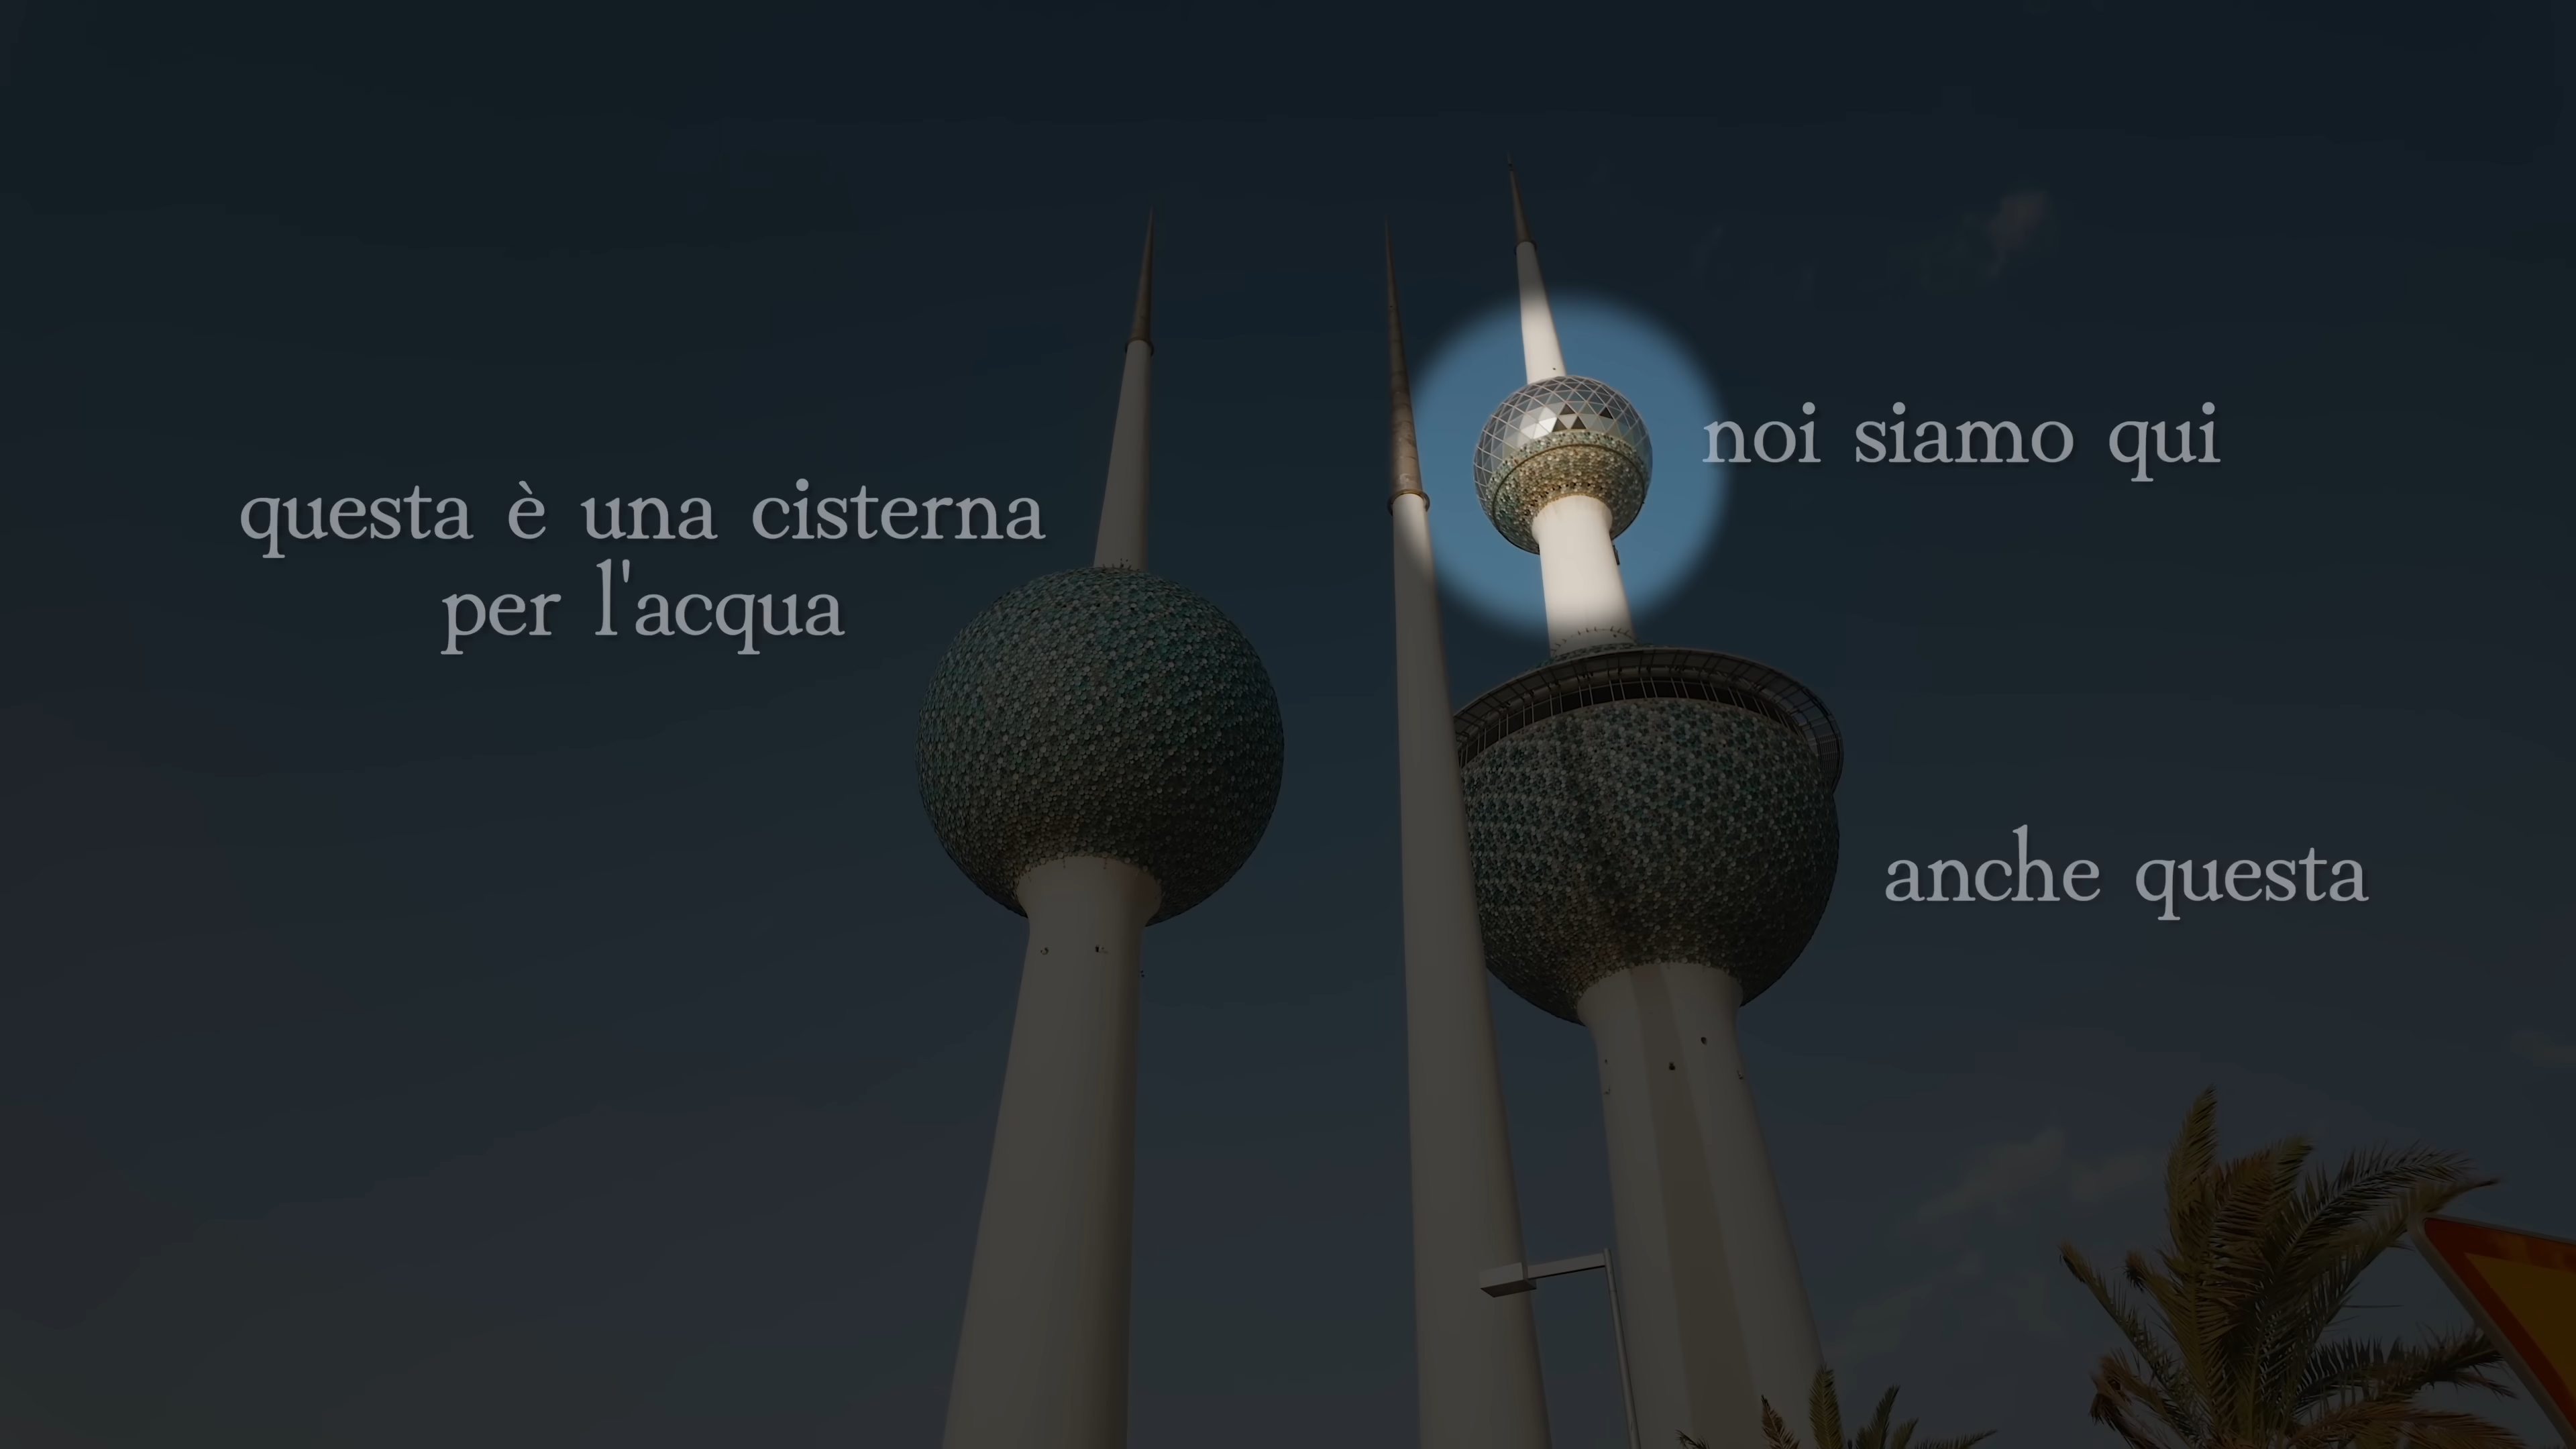 noi siamo qui
questa è una cisterna
per l'acqua
anche questa